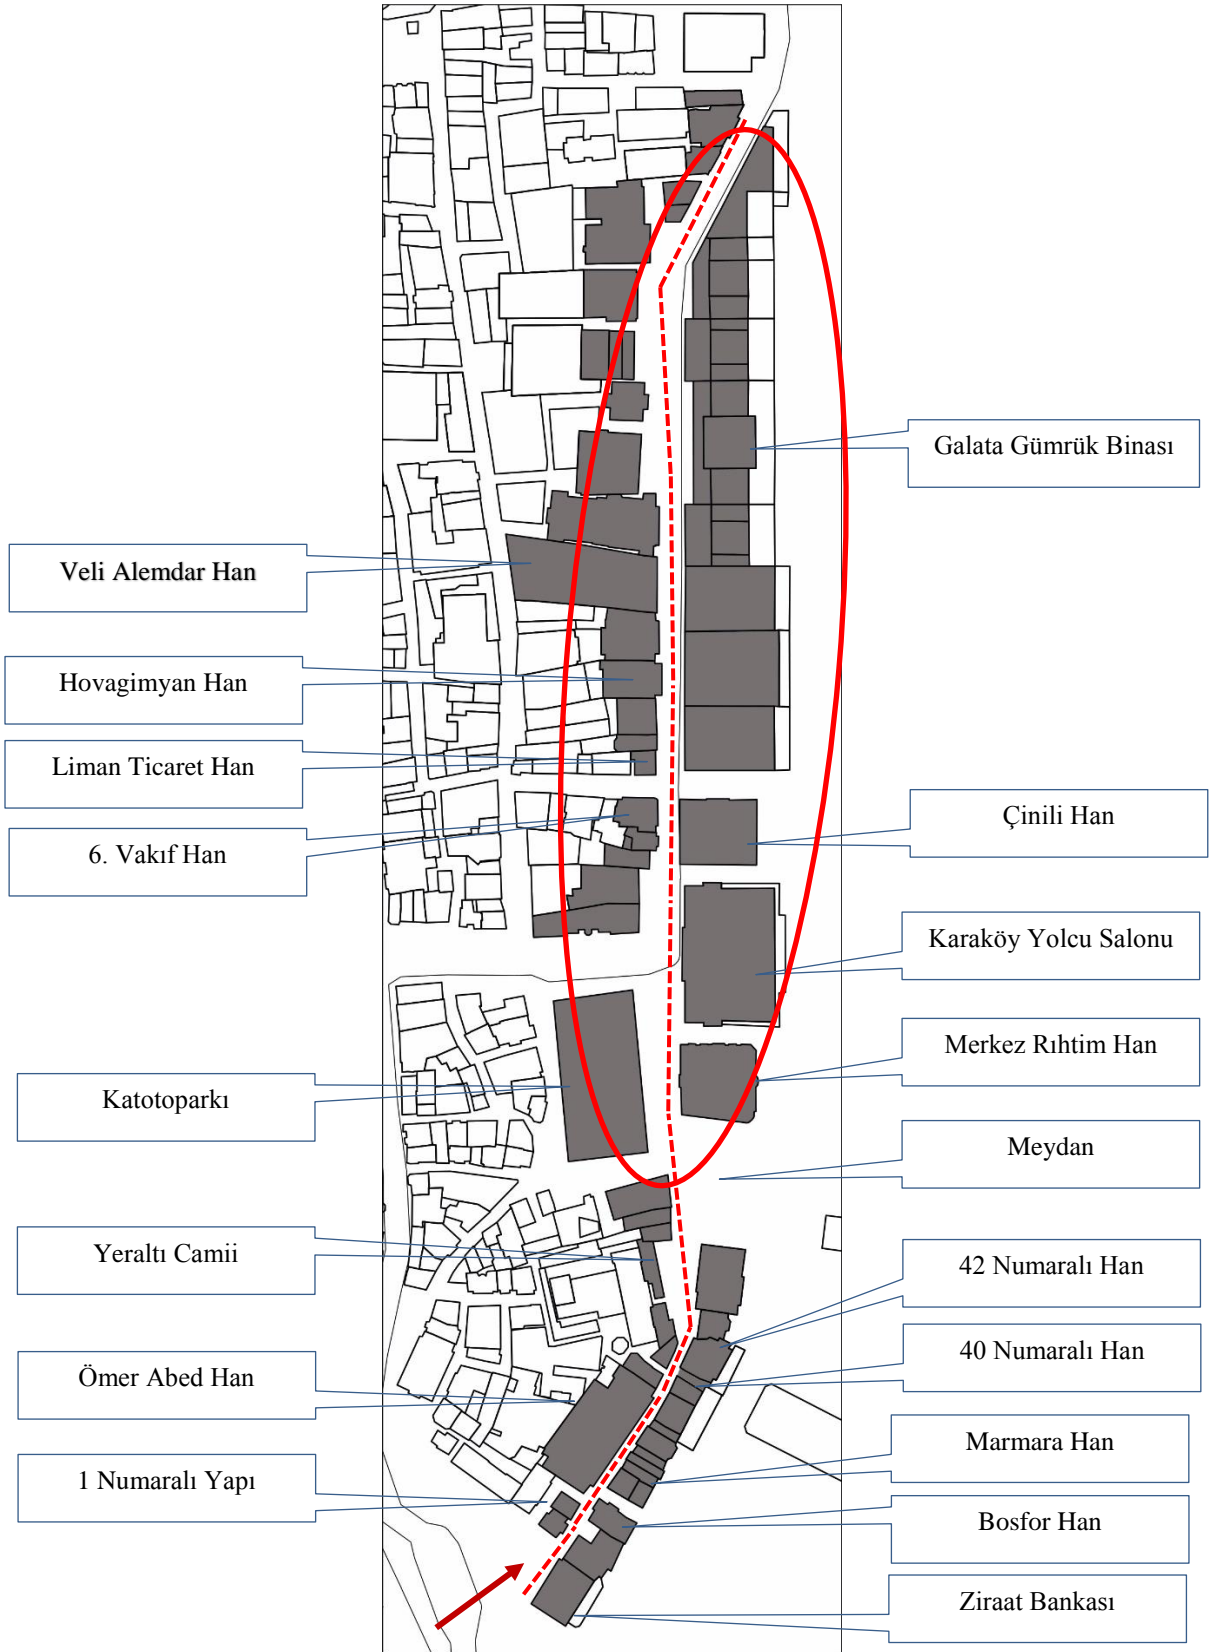 Galata Gümrük Binası
Veli Alemdar Han
Hovagimyan Han
Liman Ticaret Han
Çinili Han
6. Vakıf Han
Karaköy Yolcu Salonu
Merkez Rıhtim Han
Katotoparkı
Meydan
Yeraltı Camii
42 Numaralı Han
40 Numaralı Han
Ömer Abed Han
Marmara Han
1 Numaralı Yapı
Bosfor Han
Ziraat Bankası